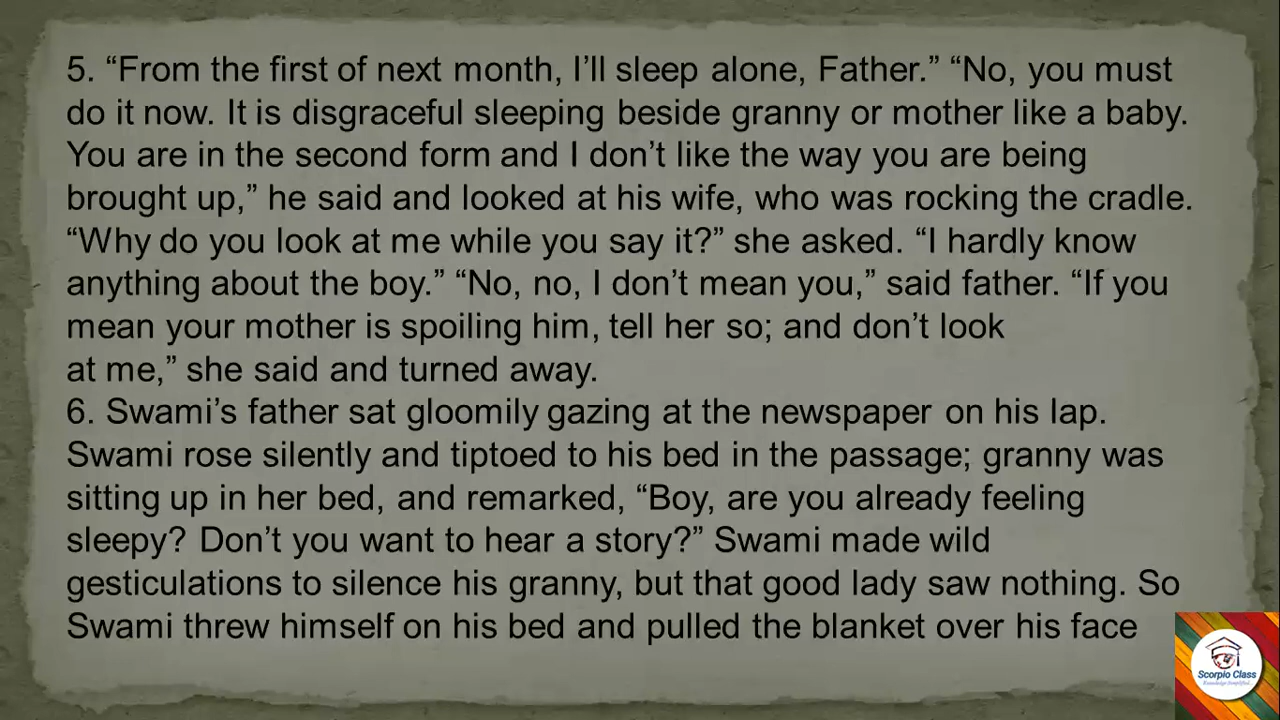 5. “From the first of next month, I’ll sleep alone, Father.” “No, you must
do it now. It is disgraceful sleeping beside granny or mother like a baby.
You are in the second form and I don’t like the way you are being
brought up,” he said and looked at his wife, who was rocking the cradle.
“Why do you look at me while you say it?” she asked. “I hardly know
anything about the boy.” “No, no, I don’t mean you,” said father. “If you
mean your mother is spoiling him, tell her so; and don’t look
at me,” she said and turned away.
6. Swami’s father sat gloomily gazing at the newspaper on his lap.
Swami rose silently and tiptoed to his bed in the passage; granny was
sitting up in her bed, and remarked, “Boy, are you already feeling
sleepy? Don’t you want to hear a story?” Swami made wild
gesticulations to silence his granny, but that good lady saw nothing. So
Swami threw himself on his bed and pulled the blanket over his face
Scorpio Class
Knowledge Simplified